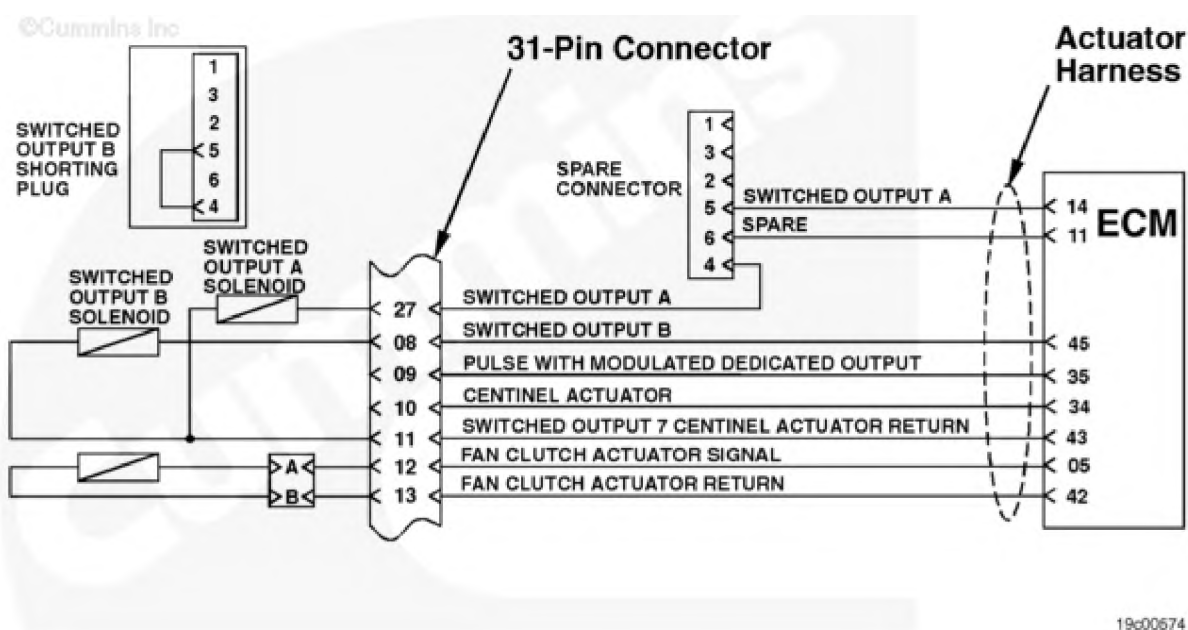 ©Cummins Inc
31-Pin Connector
Actuator
Harness
1
3
2
5
6
4
SWITCHED
OUTPUT B
SHORTING
PLUG
SPARE
CONNECTOR
1
3
2
5
6
4
SWITCHED OUTPUT A
SPARE
14
11
ECM
SWITCHED
OUTPUT A
SOLENOID
SWITCHED
OUTPUT B
SOLENOID
27 SWITCHED OUTPUT A
08 SWITCHED OUTPUT B 45
09 PULSE WITH MODULATED DEDICATED OUTPUT 35
10 CENTINEL ACTUATOR 34
11 SWITCHED OUTPUT 7 CENTINEL ACTUATOR RETURN 43
A 12 FAN CLUTCH ACTUATOR SIGNAL 05
B 13 FAN CLUTCH ACTUATOR RETURN 42
Cummins
19c00574